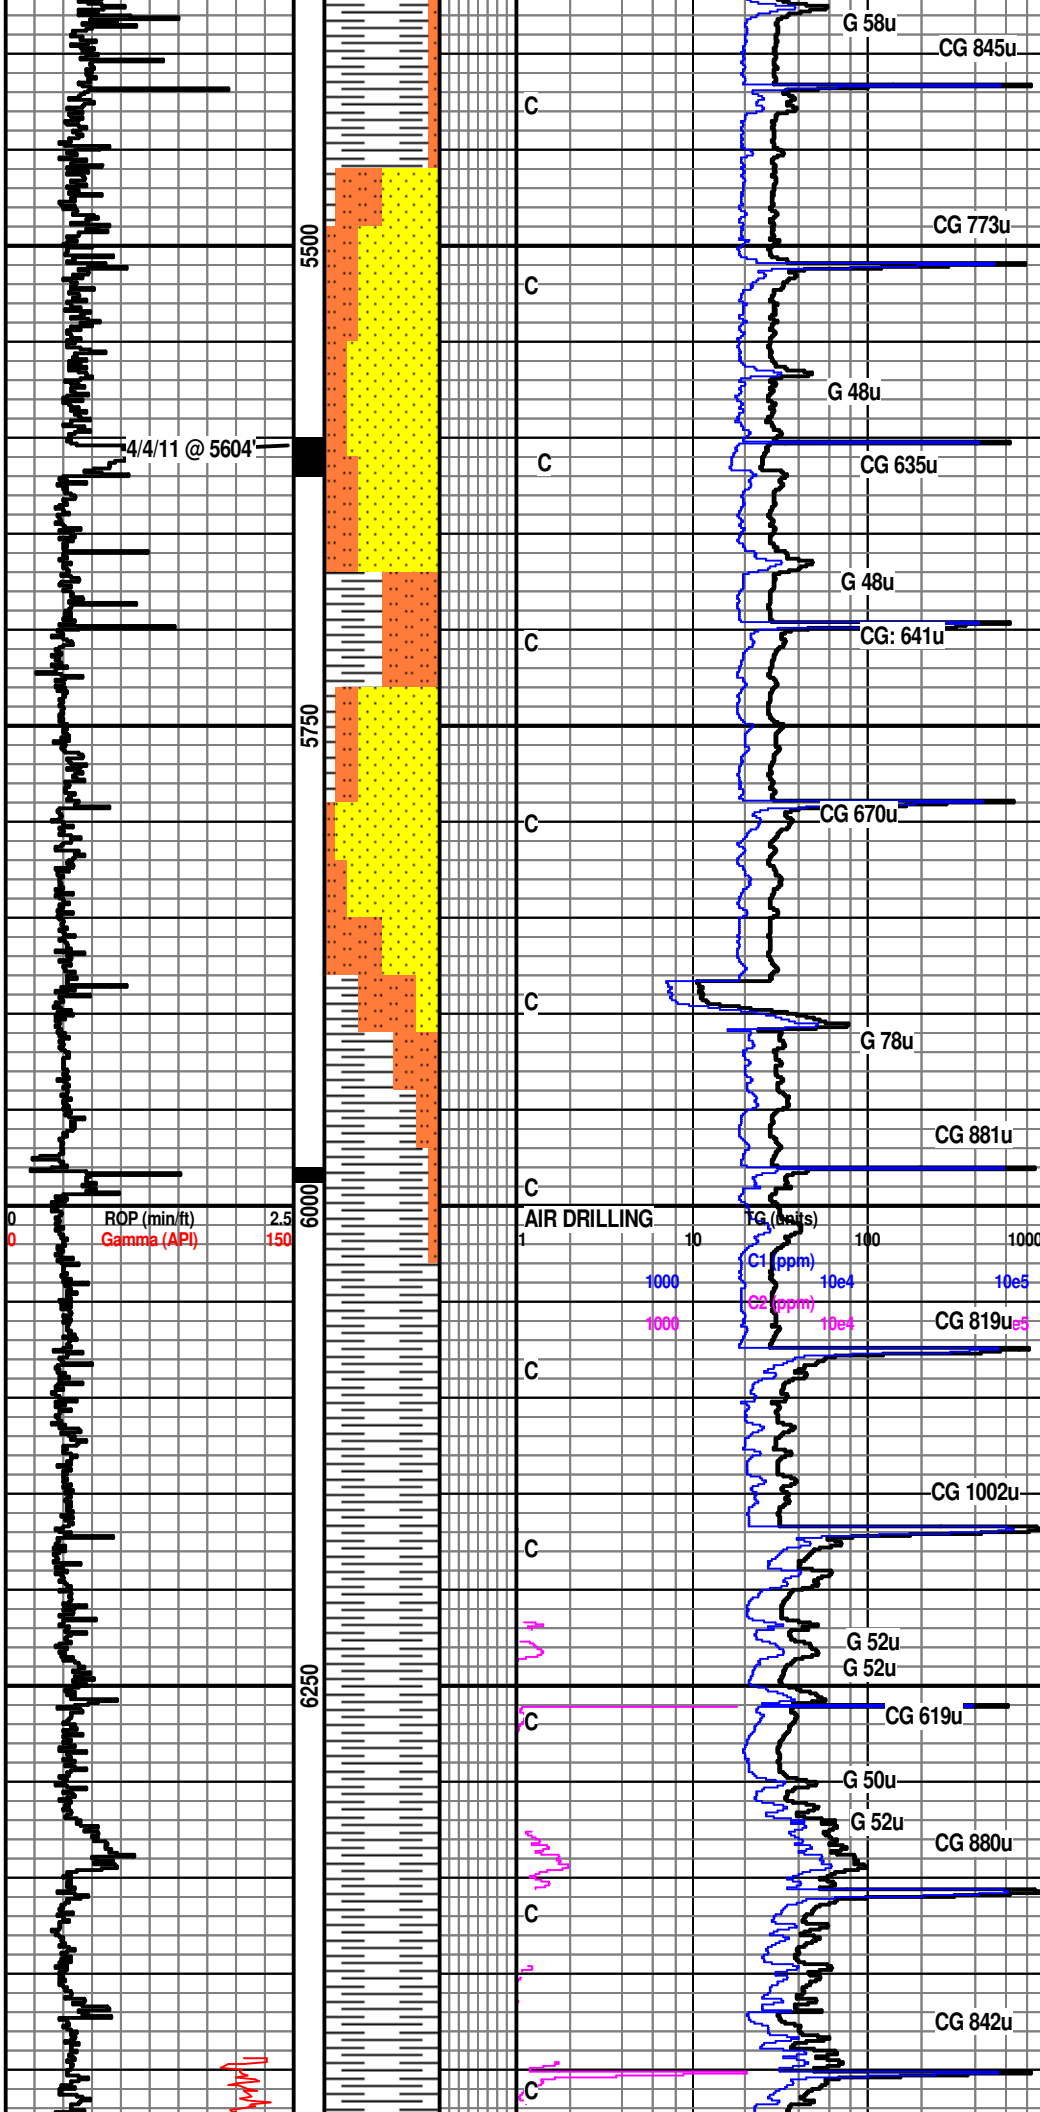 G 58u
CG 845u
C
CG 773u
5500
C
G 48u
4/4/11 @ 5604'
C
CG 635u
G 48u
C
CG: 641u
5750
CG 670u
C
C
G 78u
CG 881u
C
6000
0 ROP (min/ft) 2.5
AIR DRILLING
TG (units)
0 Gamma (API) 150
1 10 100 1000
C1 (ppm)
1000 10e4 10e5
C2 (ppm)
1000 10e4 e5
CG 819u
C
CG 1002u
C
G 52u
G 52u
6250
C
CG 619u
G 50u
G 52u
CG 880u
C
CG 842u
C